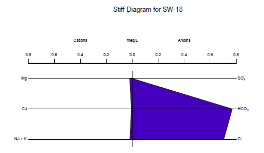 Stiff Diagram for SW-18
Cations meq/L Anions
0.8 0.6 0.4 0.2 0 0.2 0.4 0.6 0.8
Mg SO4
Ca HCO3
Na + K Cl